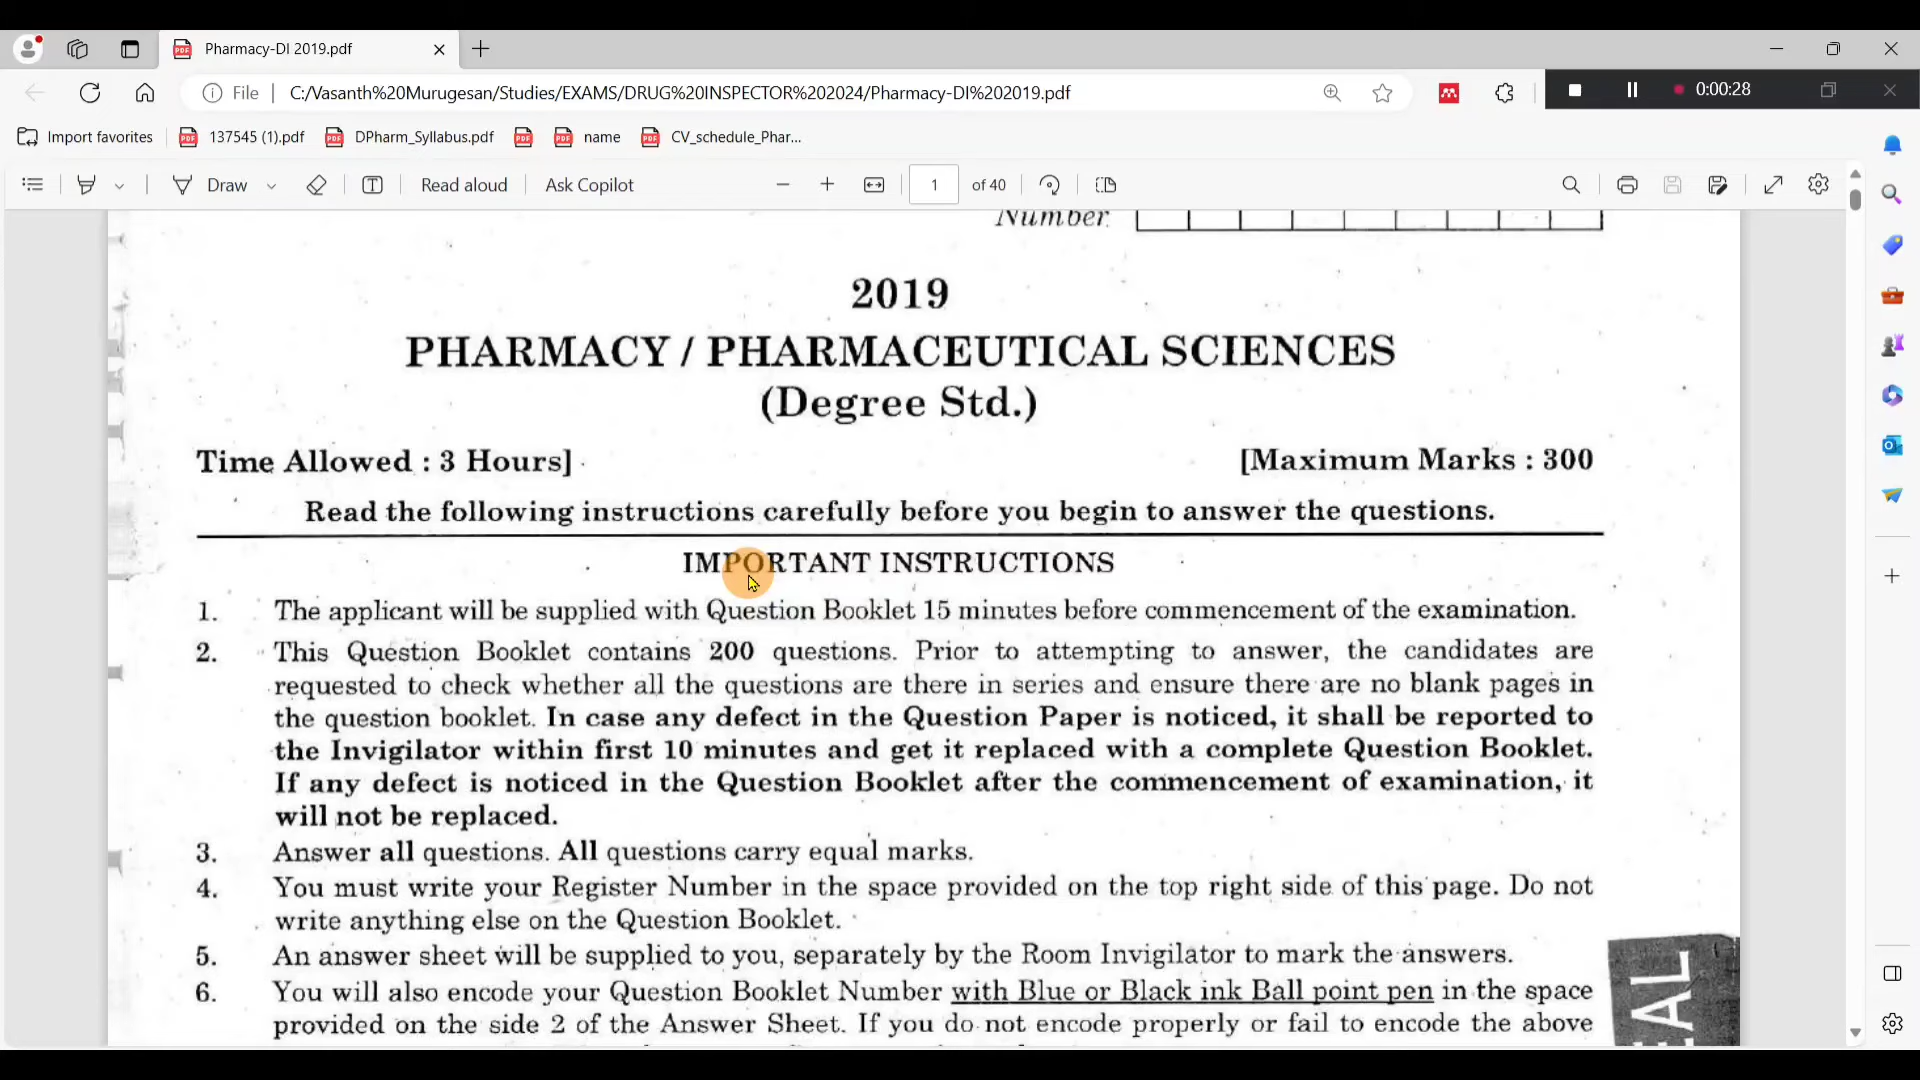 Pharmacy-DI 2019.pdf
File
C:/Vasanth%20Murugesan/Studies/EXAMS/DRUG%20INSPECTOR%202024/Pharmacy-DI%202019.pdf
0:00:28
Import favorites
137545 (1).pdf
DPharm_Syllabus.pdf
name
CV_schedule_Phar...
Draw
Read aloud
Ask Copilot
1
of 40
Number
2019
PHARMACY / PHARMACEUTICAL SCIENCES
(Degree Std.)
Time Allowed : 3 Hours]
[Maximum Marks : 300
Read the following instructions carefully before you begin to answer the questions.
IMPORTANT INSTRUCTIONS
1. The applicant will be supplied with Question Booklet 15 minutes before commencement of the examination.
2. This Question Booklet contains 200 questions. Prior to attempting to answer, the candidates are
requested to check whether all the questions are there in series and ensure there are no blank pages in
the question booklet. In case any defect in the Question Paper is noticed, it shall be reported to
the Invigilator within first 10 minutes and get it replaced with a complete Question Booklet.
If any defect is noticed in the Question Booklet after the commencement of examination, it
will not be replaced.
3. Answer all questions. All questions carry equal marks.
4. You must write your Register Number in the space provided on the top right side of this page. Do not
write anything else on the Question Booklet.
5. An answer sheet will be supplied to you, separately by the Room Invigilator to mark the answers.
6. You will also encode your Question Booklet Number with Blue or Black ink Ball point pen in the space
provided on the side 2 of the Answer Sheet. If you do not encode properly or fail to encode the above